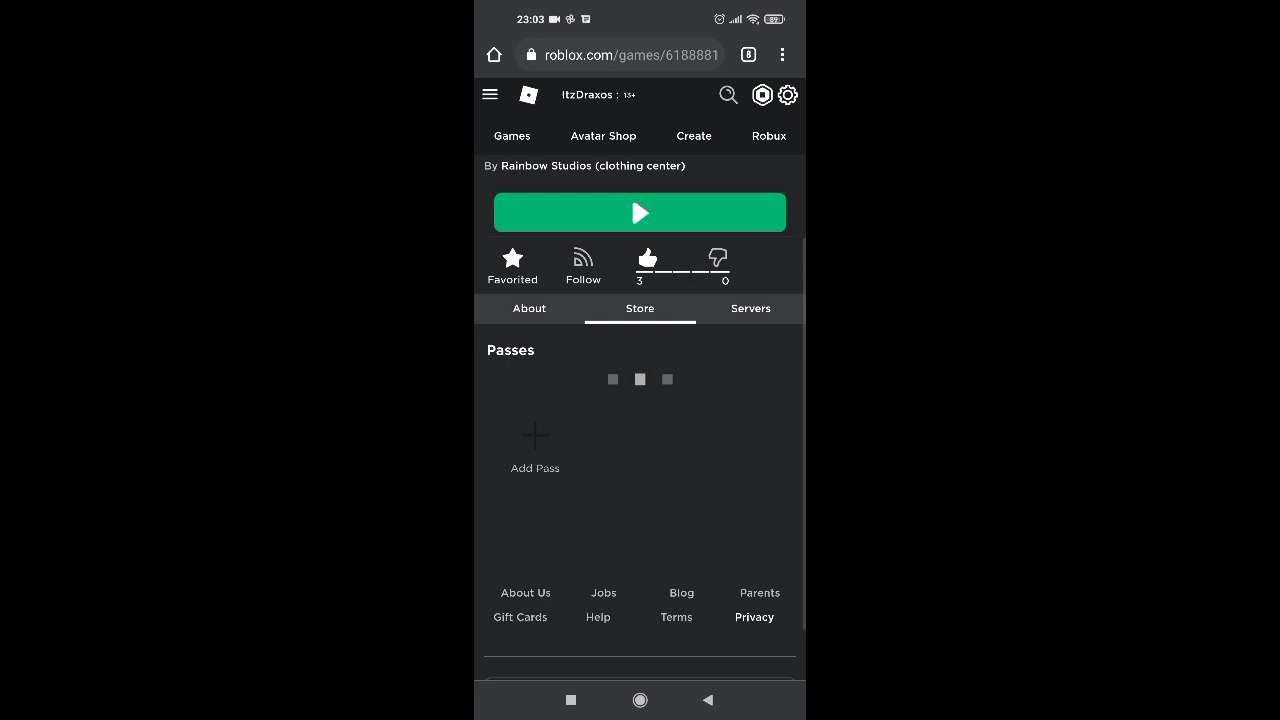 23:03 89
roblox.com/games/6188881 8
ItzDraxos : 13+
Games Avatar Shop Create Robux
By Rainbow Studios (clothing center)
Favorited Follow 3 0
About Store Servers
Passes
Add Pass
About Us Jobs Blog Parents
Gift Cards Help Terms Privacy